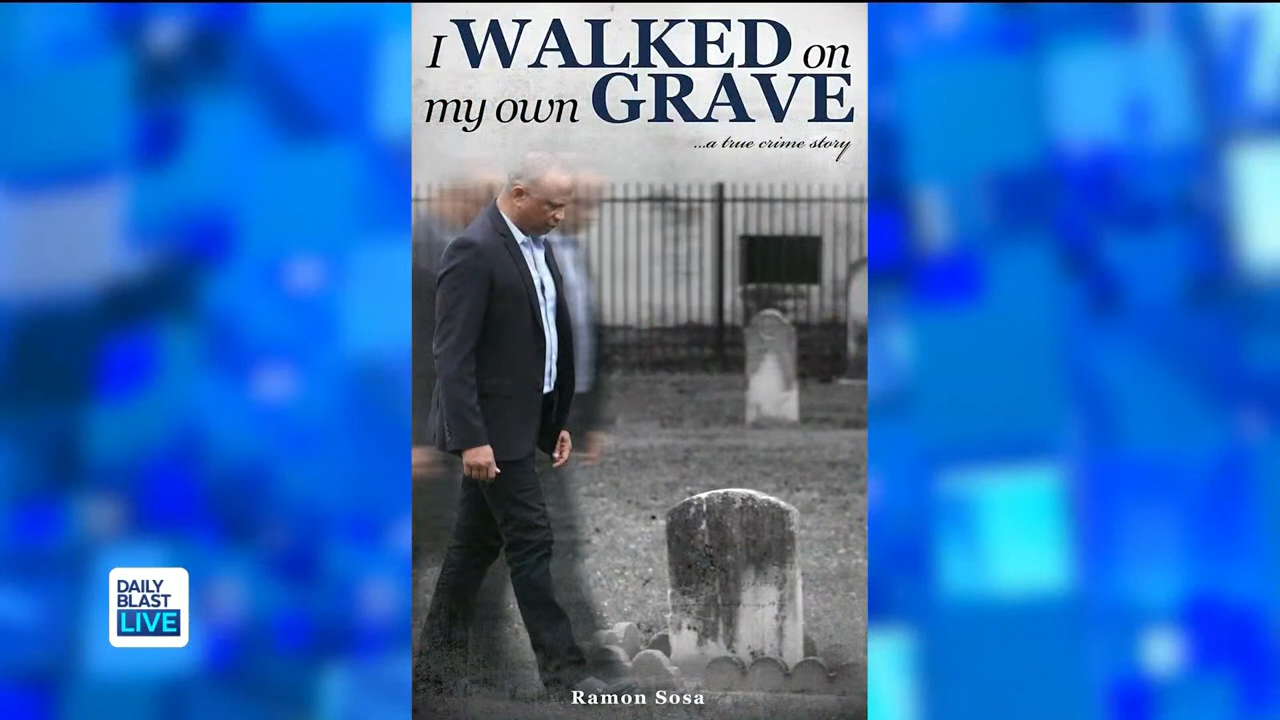 I WALKED on
my own GRAVE
...a true crime story
DAILY
BLAST
LIVE
Ramon Sosa